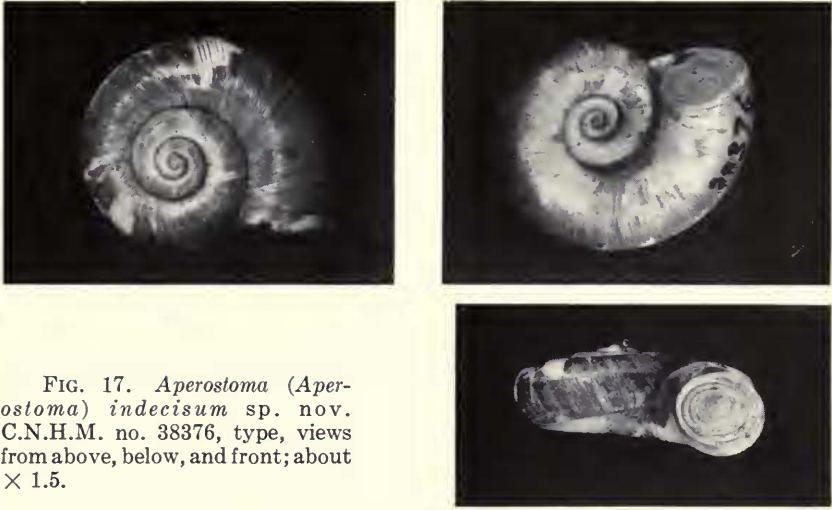 FIG. 17. Aperostoma (Aper-
ostoma) indecisum sp. nov.
C.N.H.M. no. 38376, type, views
from above, below, and front; about
× 1.5.